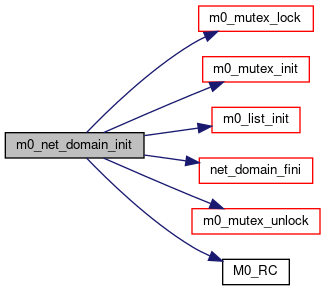 m0_mutex_lock
m0_mutex_init
m0_list_init
m0_net_domain_init
net_domain_fini
m0_mutex_unlock
M0_RC